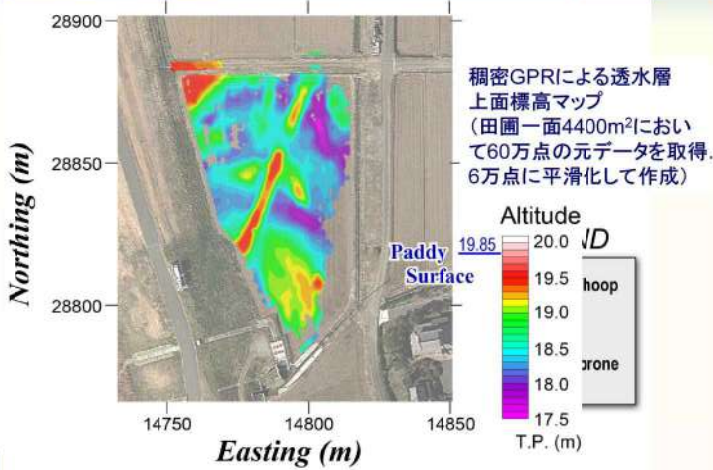 28900
28850
28800
Northing (m)
14750
14800
14850
Easting (m)
稠密GPRによる透水層
上面標高マップ
(田圃一面4400m²におい
て60万点の元データを取得.
6万点に平滑化して作成)
Altitude
Paddy
Surface
19.85
20.0
19.5
19.0
18.5
18.0
17.5
T.P. (m)
ND
hoop
prone